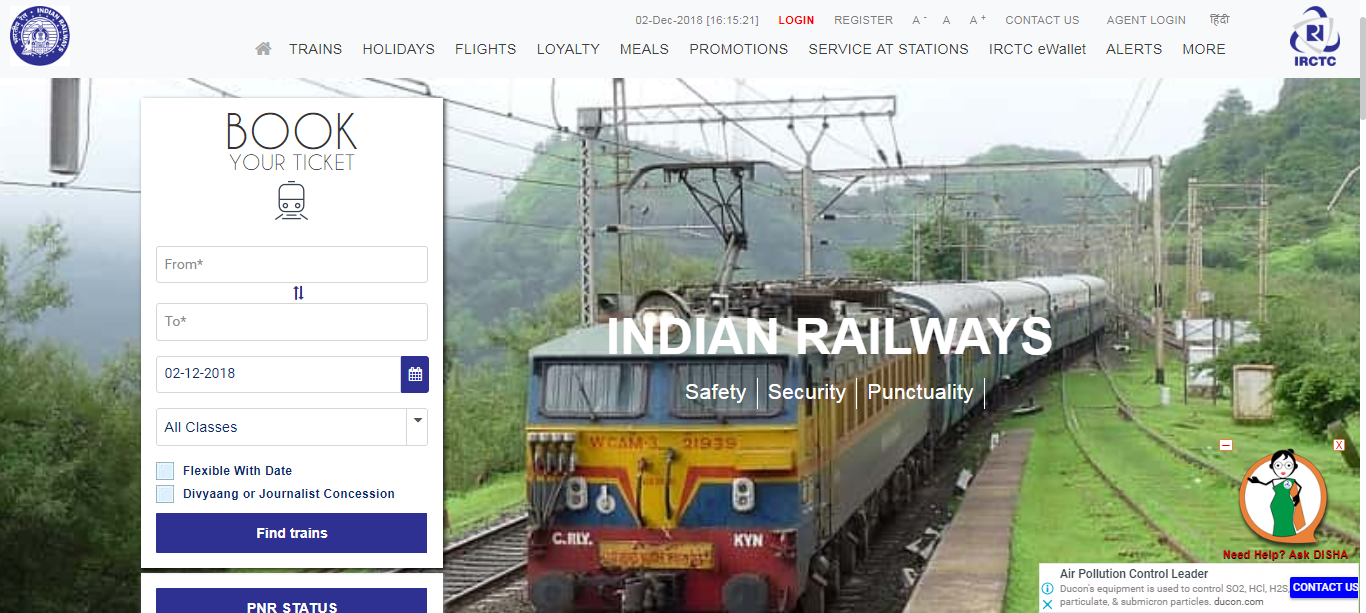 INDIAN RAILWAYS
02-Dec-2018 [16:15:21] LOGIN REGISTER A - A A + CONTACT US AGENT LOGIN हिंदी
TRAINS HOLIDAYS FLIGHTS LOYALTY MEALS PROMOTIONS SERVICE AT STATIONS IRCTC eWallet ALERTS MORE
IRCTC
BOOK
YOUR TICKET
From*
To*
02-12-2018
All Classes
Flexible With Date
Divyaang or Journalist Concession
Find trains
PNR STATUS
INDIAN RAILWAYS
Safety Security Punctuality
WCAM-3 21939
C.RLY. KYN
X
Need Help? Ask DISHA
Air Pollution Control Leader
Ducon's equipment is used to control SO2, HCl, H2S,
particulate, & submicron particles. ducon.com
CONTACT US